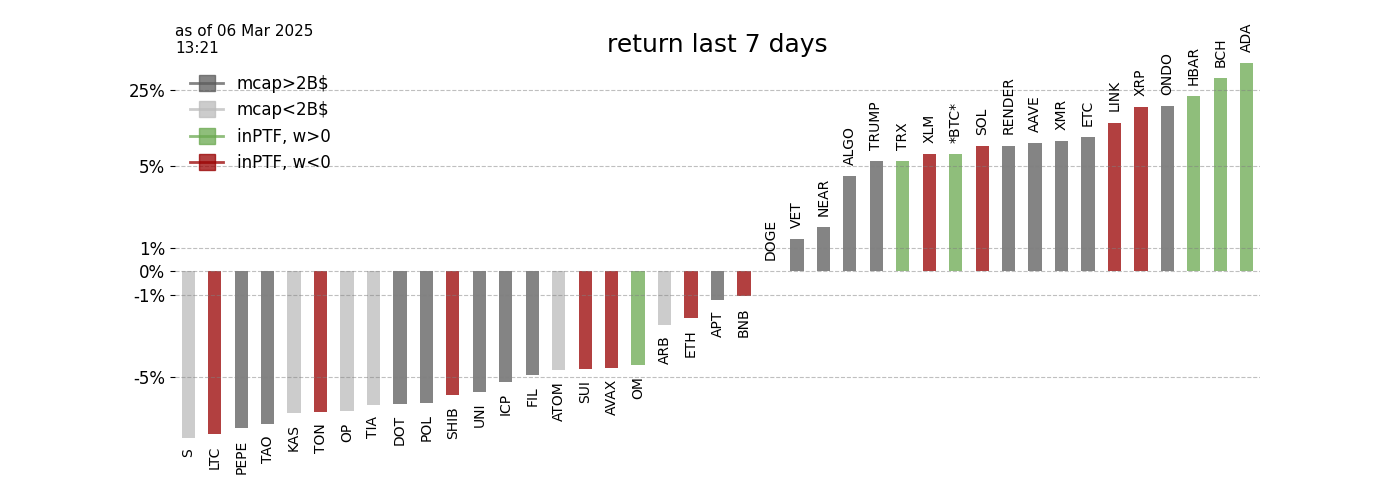 as of 06 Mar 2025
13:21
return last 7 days
mcap>2B$
mcap<2B$
inPTF, w>0
inPTF, w<0
25%
5%
1%
0%
-1%
-5%
S
LTC
PEPE
TAO
KAS
TON
OP
TIA
DOT
POL
SHIB
UNI
ICP
FIL
ATOM
SUI
AVAX
OM
ARB
ETH
APT
BNB
DOGE
VET
NEAR
ALGO
TRUMP
TRX
XLM
*BTC*
SOL
RENDER
AAVE
XMR
ETC
LINK
XRP
ONDO
HBAR
BCH
ADA